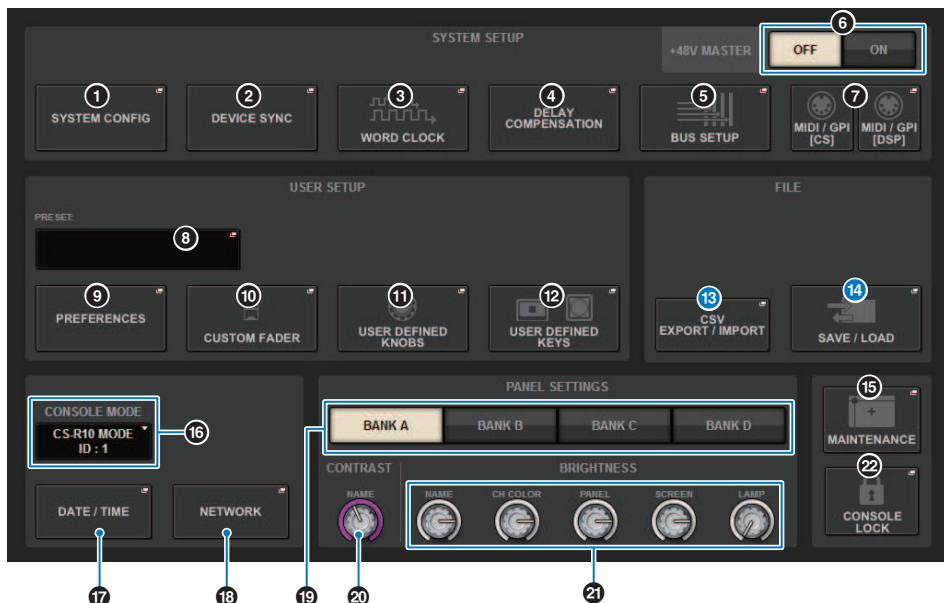 6
SYSTEM SETUP
+48V MASTER
OFF
ON
1
SYSTEM CONFIG
2
DEVICE SYNC
3
WORD CLOCK
4
DELAY
COMPENSATION
5
BUS SETUP
7
MIDI / GPI
[CS]
MIDI / GPI
[DSP]
USER SETUP
PRESET:
8
9
PREFERENCES
10
CUSTOM FADER
11
USER DEFINED
KNOBS
12
USER DEFINED
KEYS
FILE
13
CSV
EXPORT / IMPORT
14
SAVE / LOAD
CONSOLE MODE
CS-R10 MODE
ID : 1
16
DATE / TIME
NETWORK
PANEL SETTINGS
BANK A
BANK B
BANK C
BANK D
CONTRAST
NAME
BRIGHTNESS
NAME
CH COLOR
PANEL
SCREEN
LAMP
15
MAINTENANCE
22
CONSOLE
LOCK
17
18
19
20
21